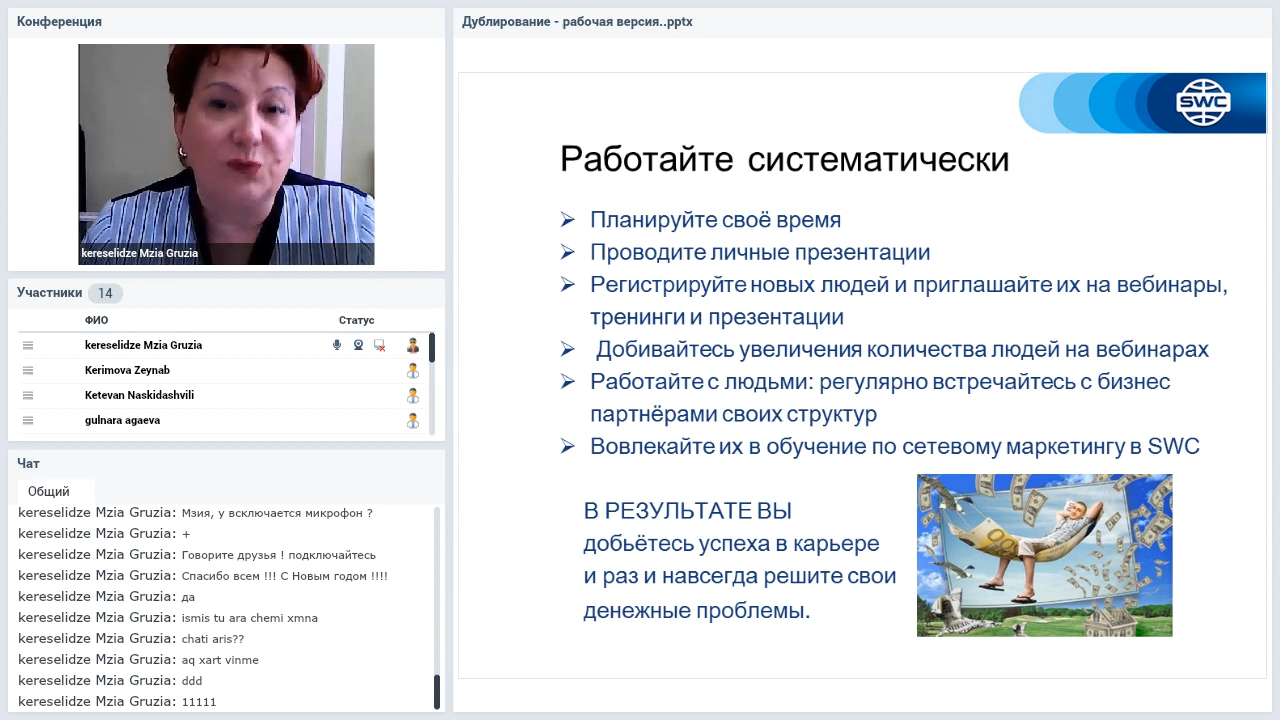 Конференция
kereselidze Mzia Gruzia
Участники 14
ФИО Статус
kereselidze Mzia Gruzia
Kerimova Zeynab
Ketevan Naskidashvili
gulnara agaeva
Чат
Общий
kereselidze Mzia Gruzia: Мзия, у всключается микрофон ?
kereselidze Mzia Gruzia: +
kereselidze Mzia Gruzia: Говорите друзья ! подключайтесь
kereselidze Mzia Gruzia: Спасибо всем !!! С Новым годом !!!!
kereselidze Mzia Gruzia: да
kereselidze Mzia Gruzia: ismis tu ara chemi xmna
kereselidze Mzia Gruzia: chati aris??
kereselidze Mzia Gruzia: aq xart vinme
kereselidze Mzia Gruzia: ddd
kereselidze Mzia Gruzia: 11111
Дублирование - рабочая версия..pptx
SWC
Работайте систематически
Планируйте своё время
Проводите личные презентации
Регистрируйте новых людей и приглашайте их на вебинары,
тренинги и презентации
Добивайтесь увеличения количества людей на вебинарах
Работайте с людьми: регулярно встречайтесь с бизнес
партнёрами своих структур
Вовлекайте их в обучение по сетевому маркетингу в SWC
В РЕЗУЛЬТАТЕ ВЫ
добьётесь успеха в карьере
и раз и навсегда решите свои
денежные проблемы.